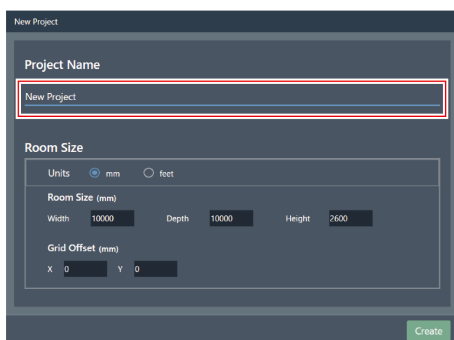 New Project
Project Name
New Project
Room Size
Units mm feet
Room Size (mm)
Width 10000 Depth 10000 Height 2600
Grid Offset (mm)
X 0 Y 0
Create